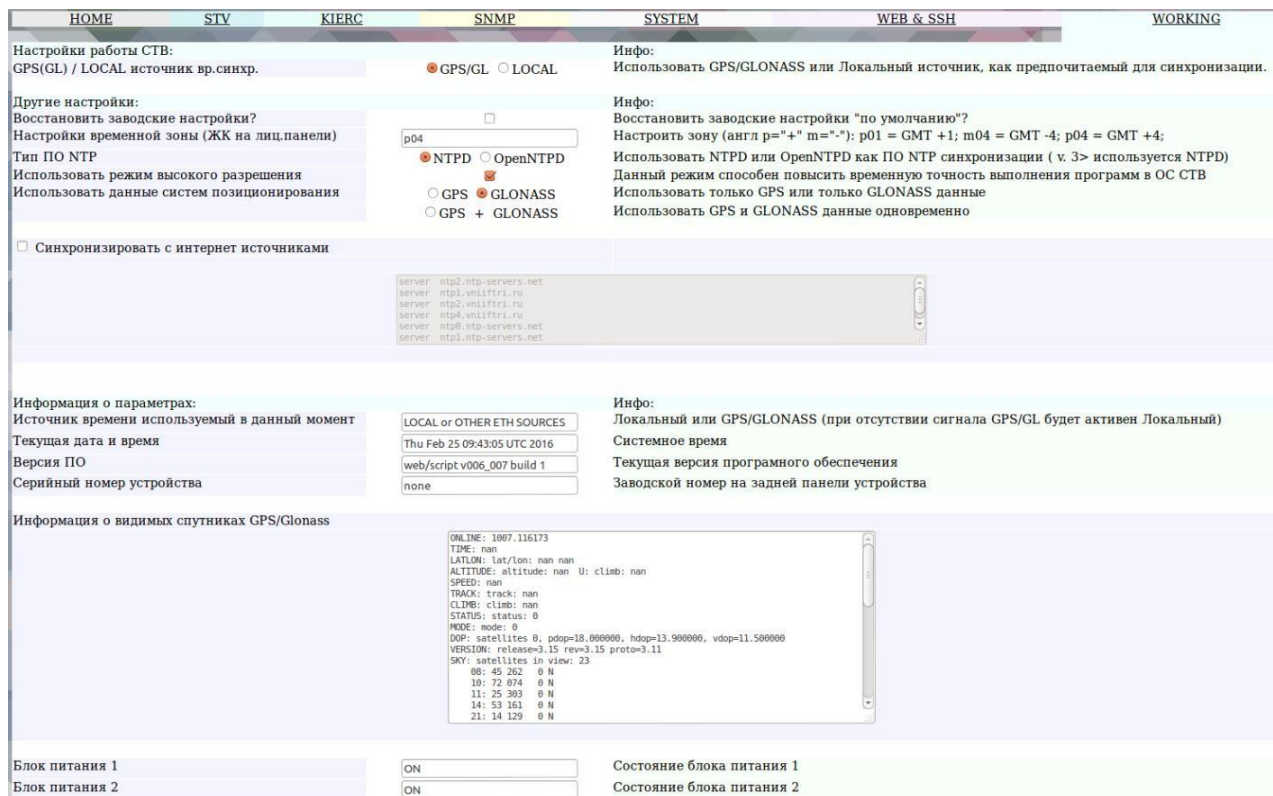 HOME STV KIERC SNMP SYSTEM WEB & SSH WORKING
Настройки работы СТВ: Инфо:
GPS(GL) / LOCAL источник вр.синхр. GPS/GL LOCAL Использовать GPS/GLONASS или Локальный источник, как предпочитаемый для синхронизации.
Другие настройки: Инфо:
Восстановить заводские настройки? Восстановить заводские настройки "по умолчанию"?
Настройки временной зоны (ЖК на лиц.панели) p04 Настроить зону (англ p="+" m="-"): p01 = GMT +1; m04 = GMT -4; p04 = GMT +4;
Тип ПО NTP NTPD OpenNTPD Использовать NTPD или OpenNTPD как ПО NTP синхронизации ( v. 3> используется NTPD)
Использовать режим высокого разрешения Данный режим способен повысить временную точность выполнения программ в ОС СТВ
Использовать данные систем позиционирования GPS GLONASS Использовать только GPS или только GLONASS данные
GPS + GLONASS Использовать GPS и GLONASS данные одновременно
Синхронизировать с интернет источниками
server ntp2.ntp-servers.net
server ntp1.vniiftri.ru
server ntp2.vniiftri.ru
server ntp4.vniiftri.ru
server ntp0.ntp-servers.net
server ntp1.ntp-servers.net
Информация о параметрах: Инфо:
Источник времени используемый в данный момент LOCAL or OTHER ETH SOURCES Локальный или GPS/GLONASS (при отсутствии сигнала GPS/GL будет активен Локальный)
Текущая дата и время Thu Feb 25 09:43:05 UTC 2016 Системное время
Версия ПО web/script v006_007 build 1 Текущая версия програмного обеспечения
Серийный номер устройства none Заводской номер на задней панели устройства
Информация о видимых спутниках GPS/Glonass
ONLINE: 1007.116173
TIME: nan
LATLON: lat/lon: nan nan
ALTITUDE: altitude: nan U: climb: nan
SPEED: nan
TRACK: track: nan
CLIMB: climb: nan
STATUS: status: 0
MODE: mode: 0
DOP: satellites 0, pdop=18.000000, hdop=13.900000, vdop=11.500000
VERSION: release=3.15 rev=3.15 proto=3.11
SKY: satellites in view: 23
08: 45 262 0 N
10: 72 074 0 N
11: 25 303 0 N
14: 53 161 0 N
21: 14 129 0 N
Блок питания 1 ON Состояние блока питания 1
Блок питания 2 ON Состояние блока питания 2